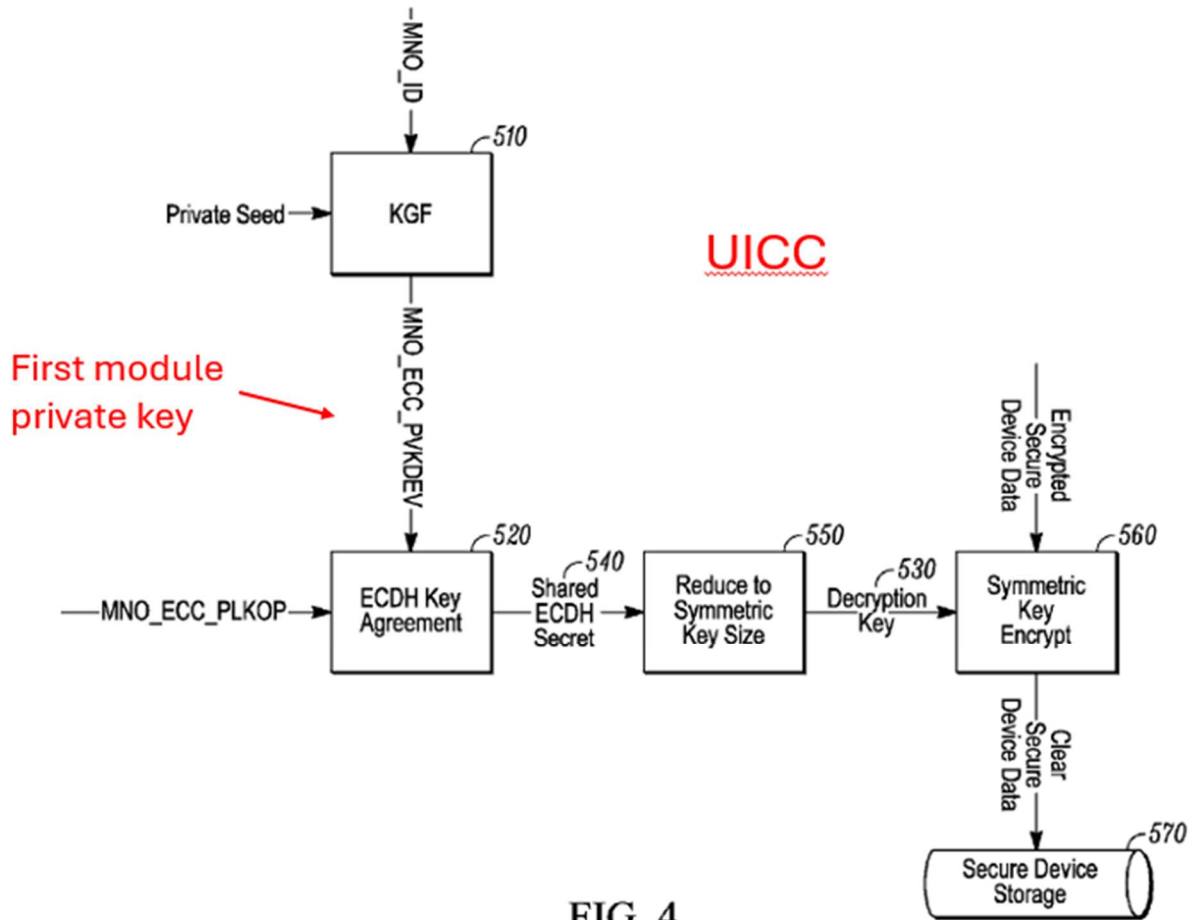 MNO_ID
510
Private Seed
KGF
UICC
MNO_ECC_PVKDEV
First module
private key
Encrypted
Secure
Device Data
520
540
550
530
560
MNO_ECC_PLKOP
ECDH Key
Agreement
Shared
ECDH
Secret
Reduce to
Symmetric
Key Size
Decryption
Key
Symmetric
Key
Encrypt
Clear
Secure
Device Data
570
Secure Device
Storage
FIG. 4